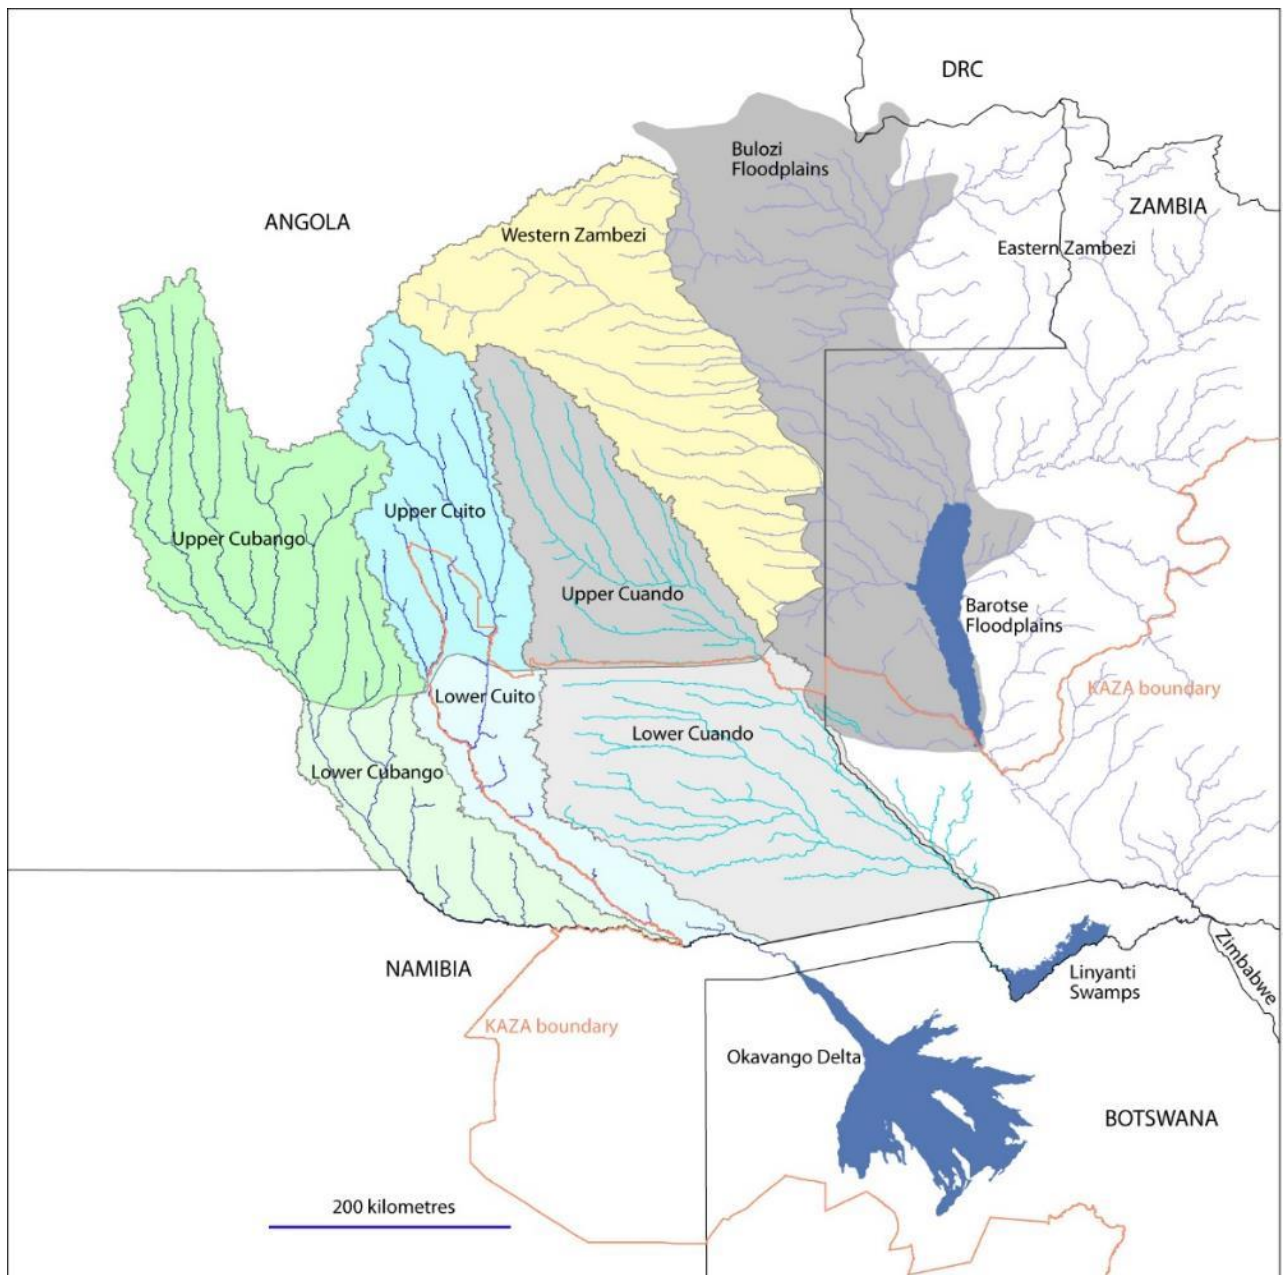 DRC
Bulozi
Floodplains
ZAMBIA
ANGOLA
Western Zambezi
Eastern Zambezi
Upper Cuito
Upper Cubango
Upper Cuando
Barotse
Floodplains
KAZA boundary
Lower Cuito
Lower Cuando
Lower Cubango
NAMIBIA
Zimbabwe
Linyanti
Swamps
KAZA boundary
Okavango Delta
BOTSWANA
200 kilometres